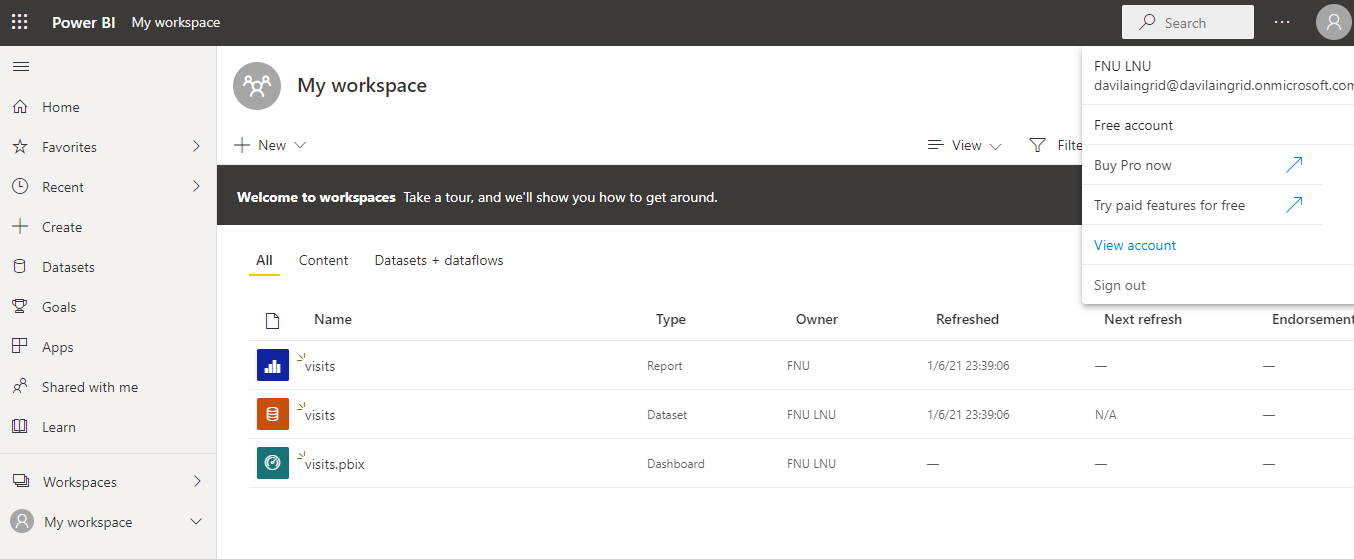 Power BI My workspace Search ...
FNU LNU
davilaingrid@davilaingrid.onmicrosoft.com
Free account
Buy Pro now
Try paid features for free
View account
Sign out
Home
Favorites
Recent
Create
Datasets
Goals
Apps
Shared with me
Learn
Workspaces
My workspace
My workspace
New View Filte
Welcome to workspaces Take a tour, and we'll show you how to get around.
All Content Datasets + dataflows
Name Type Owner Refreshed Next refresh Endorsement
visits Report FNU 1/6/21 23:39:06 — —
visits Dataset FNU LNU 1/6/21 23:39:06 N/A —
visits.pbix Dashboard FNU LNU — — —